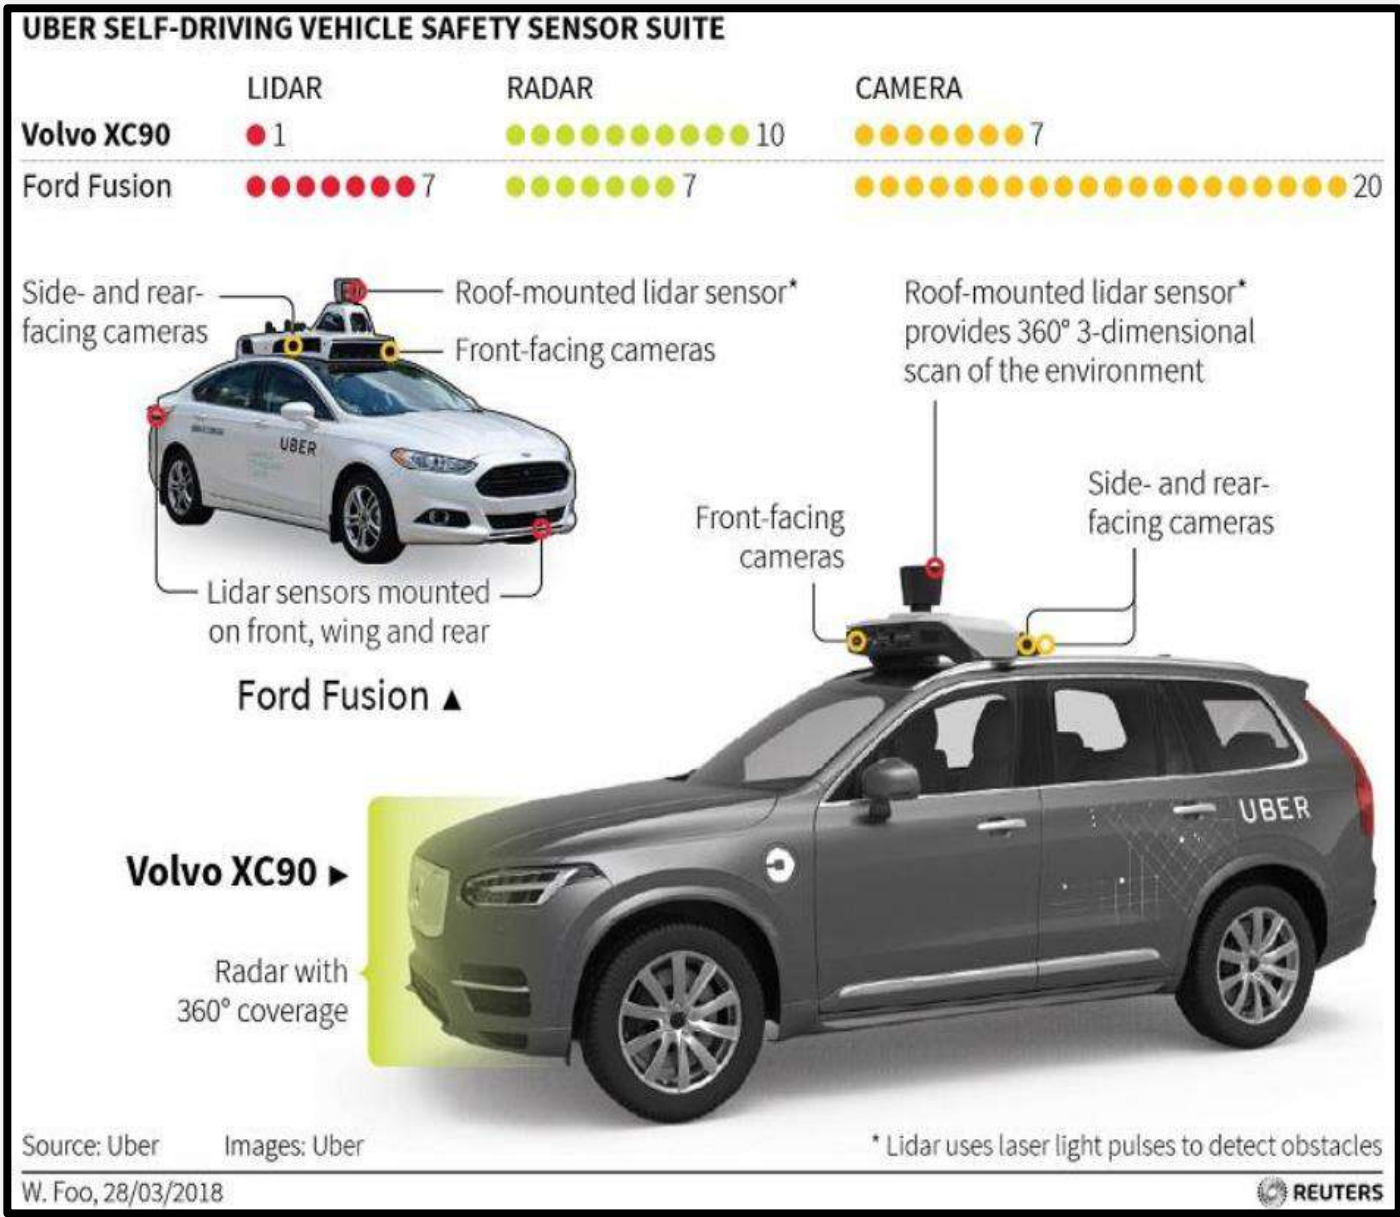 UBER SELF-DRIVING VEHICLE SAFETY SENSOR SUITE
LIDAR RADAR CAMERA
Volvo XC90 1 10 7
Ford Fusion 7 7 20
Side- and rear-
facing cameras
Roof-mounted lidar sensor*
Front-facing cameras
UBER
Lidar sensors mounted
on front, wing and rear
Ford Fusion ▲
Roof-mounted lidar sensor*
provides 360° 3-dimensional
scan of the environment
Front-facing
cameras
Side- and rear-
facing cameras
UBER
Volvo XC90 ►
Radar with
360° coverage
Source: Uber Images: Uber
* Lidar uses laser light pulses to detect obstacles
W. Foo, 28/03/2018
REUTERS